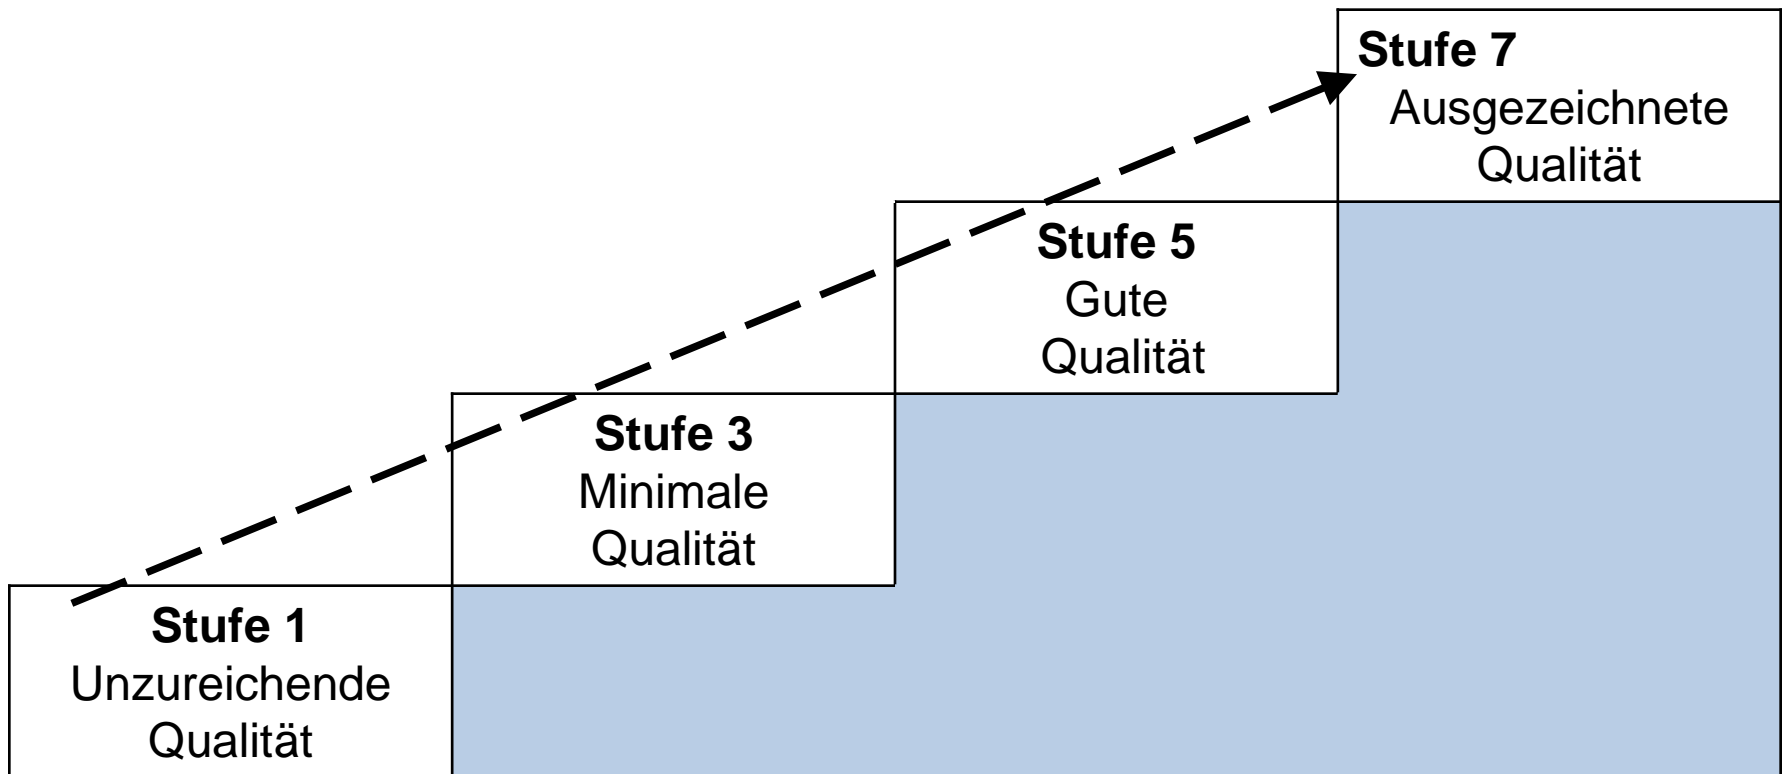 Stufe 7
Ausgezeichnete
Qualität
Stufe 5
Gute
Qualität
Stufe 3
Minimale
Qualität
Stufe 1
Unzureichende
Qualität